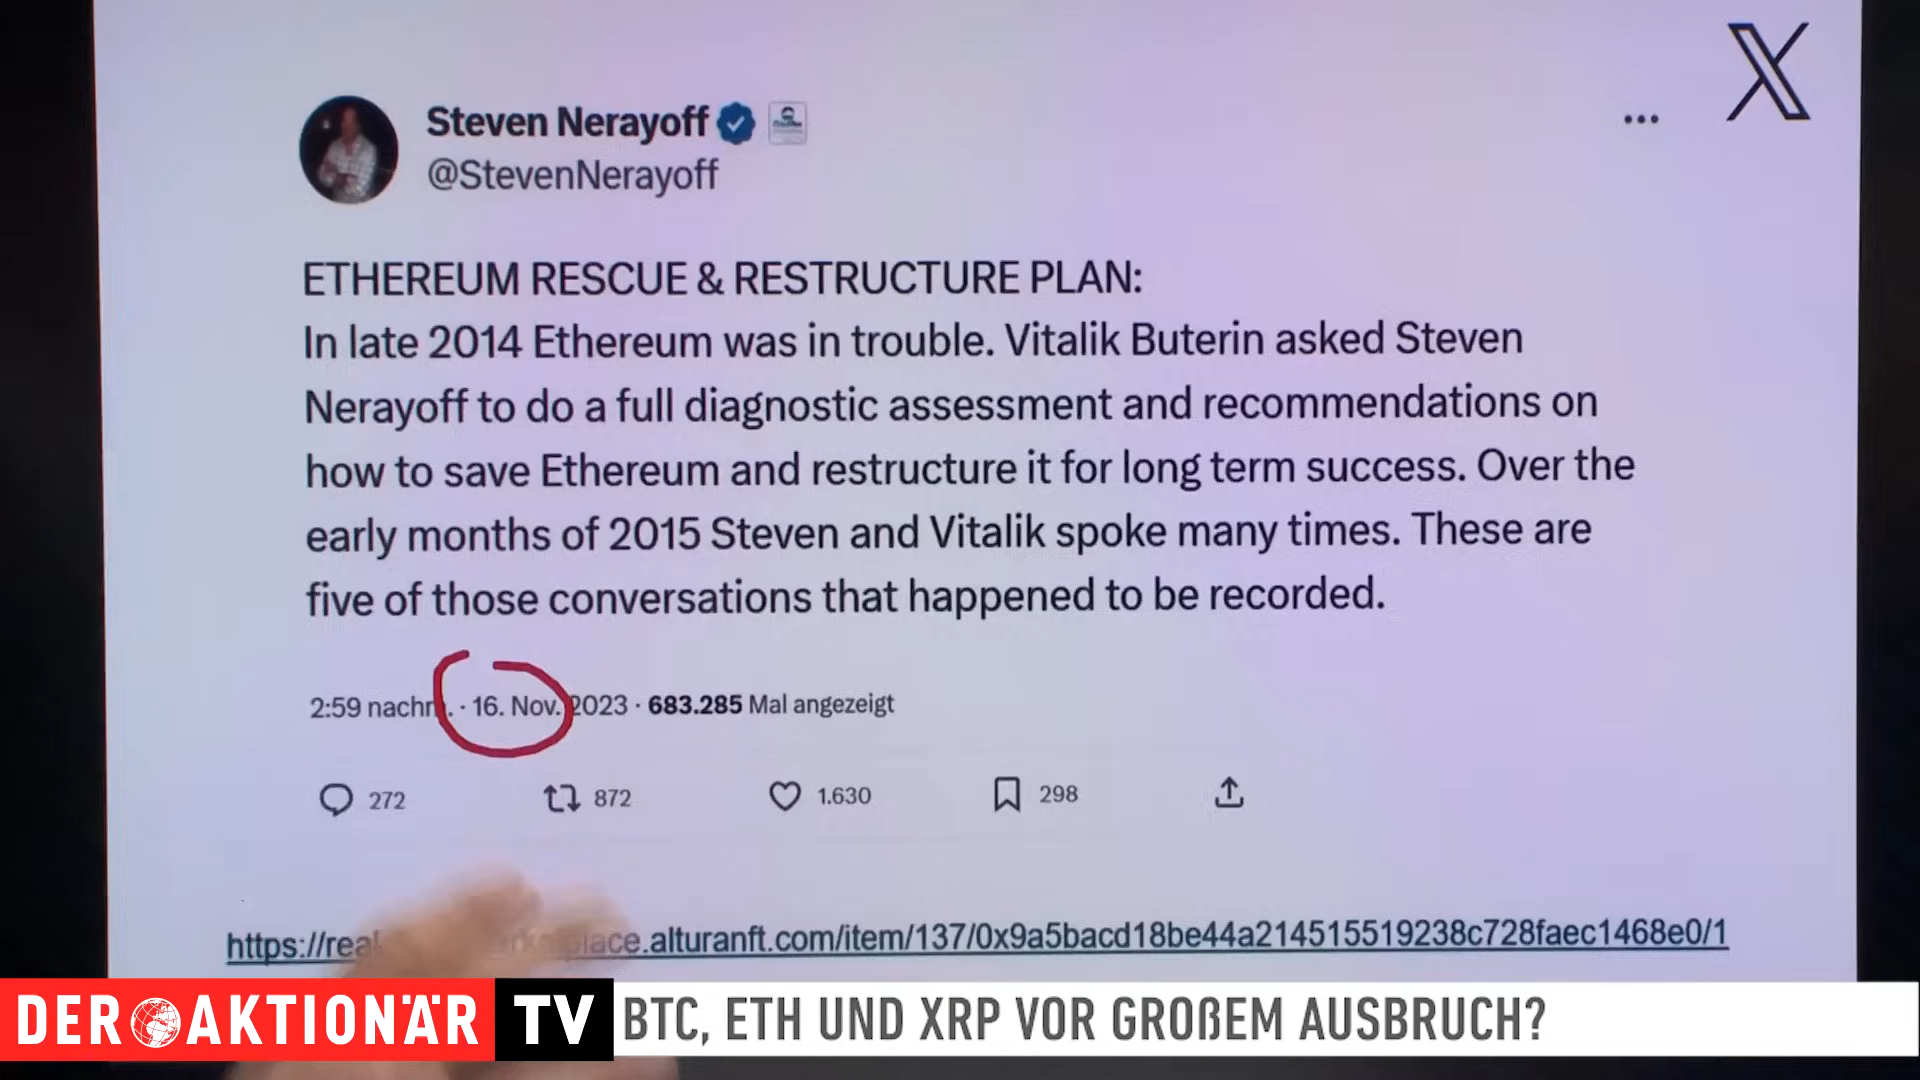 Steven Nerayoff
@StevenNerayoff
ETHEREUM RESCUE & RESTRUCTURE PLAN:
In late 2014 Ethereum was in trouble. Vitalik Buterin asked Steven
Nerayoff to do a full diagnostic assessment and recommendations on
how to save Ethereum and restructure it for long term success. Over the
early months of 2015 Steven and Vitalik spoke many times. These are
five of those conversations that happened to be recorded.
2:59 · 16. Nov. 2023 · 683.285 Mal angezeigt
272 872 1.630 298
.alturanft.com/item/137/0x9a5bacd18be44a214515519238c728faec1468e0/1
DER AKTIONÄR TV BTC, ETH UND XRP VOR GROßEM AUSBRUCH?